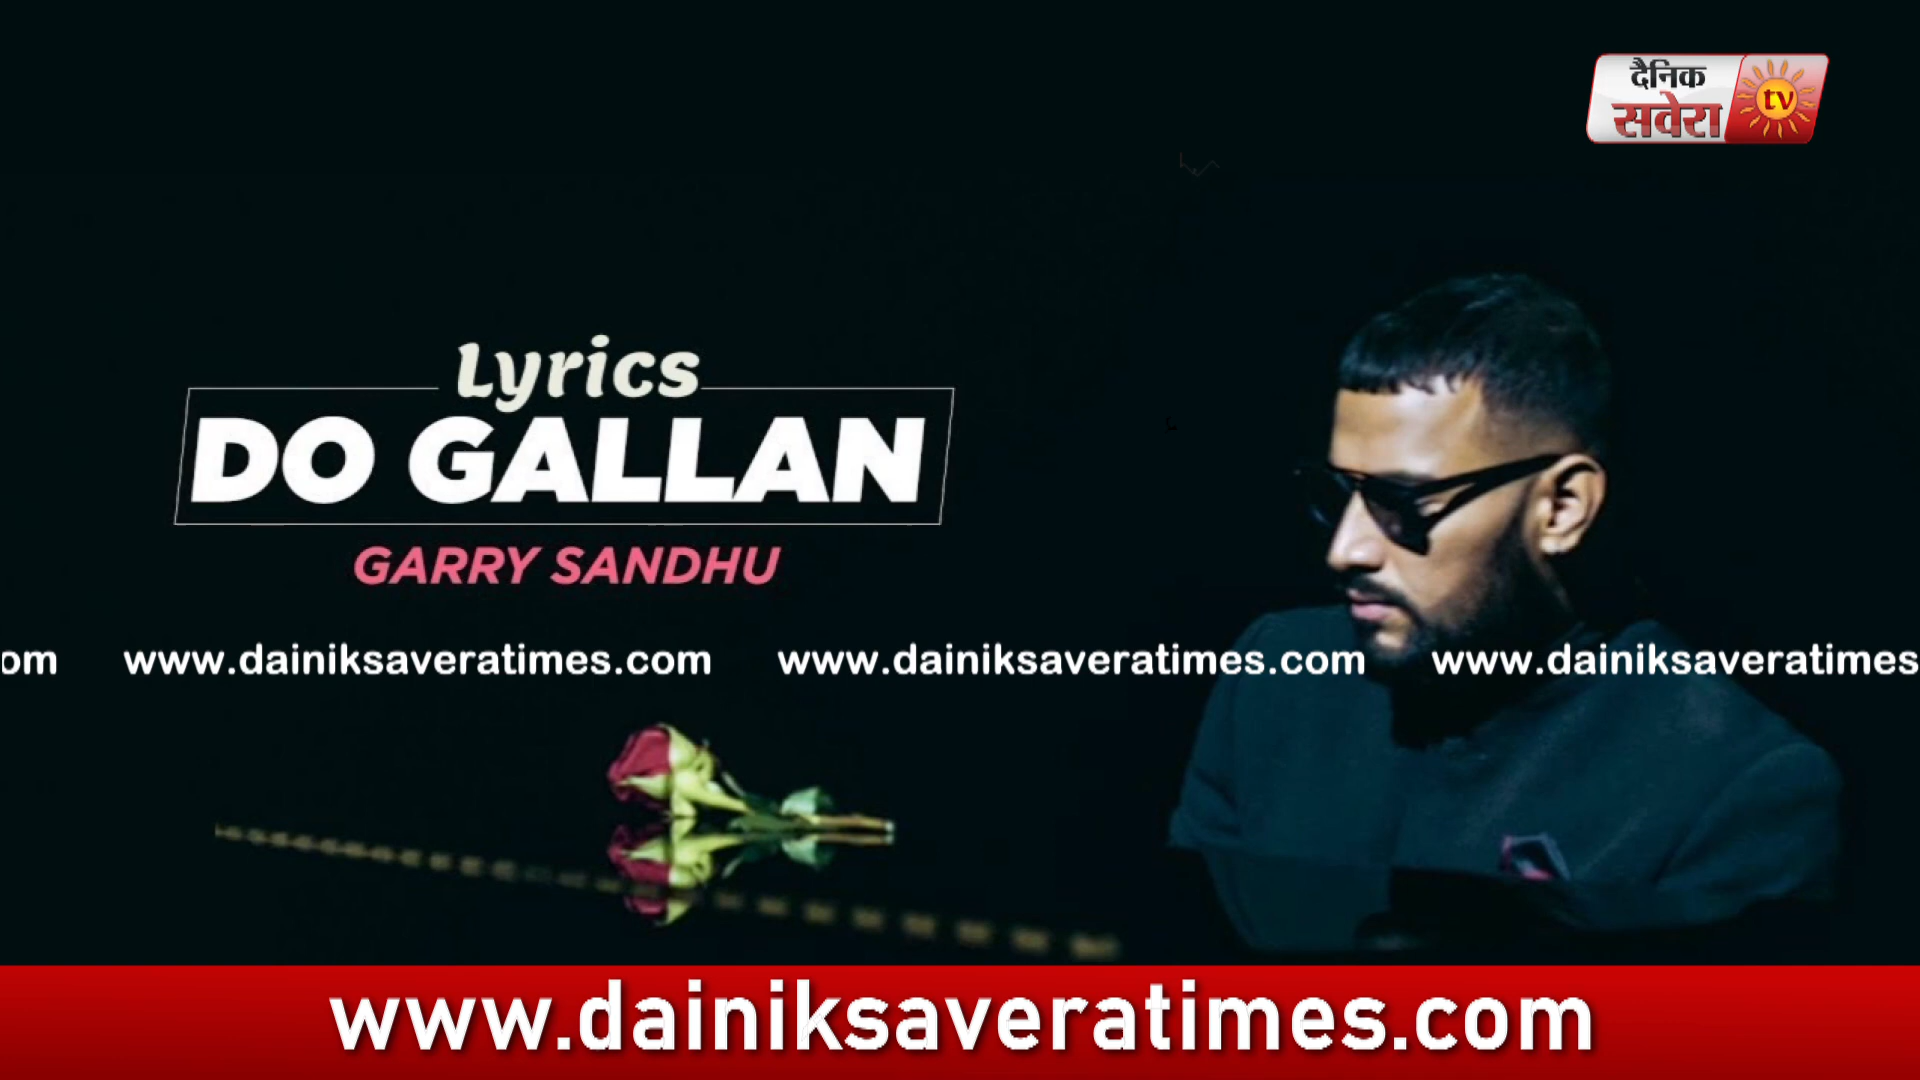 दैनिक
सवेरा
tv
Lyrics
DO GALLAN
GARRY SANDHU
om www.dainiksaveratimes.com www.dainiksaveratimes.com www.dainiksaveratimes
www.dainiksaveratimes.com